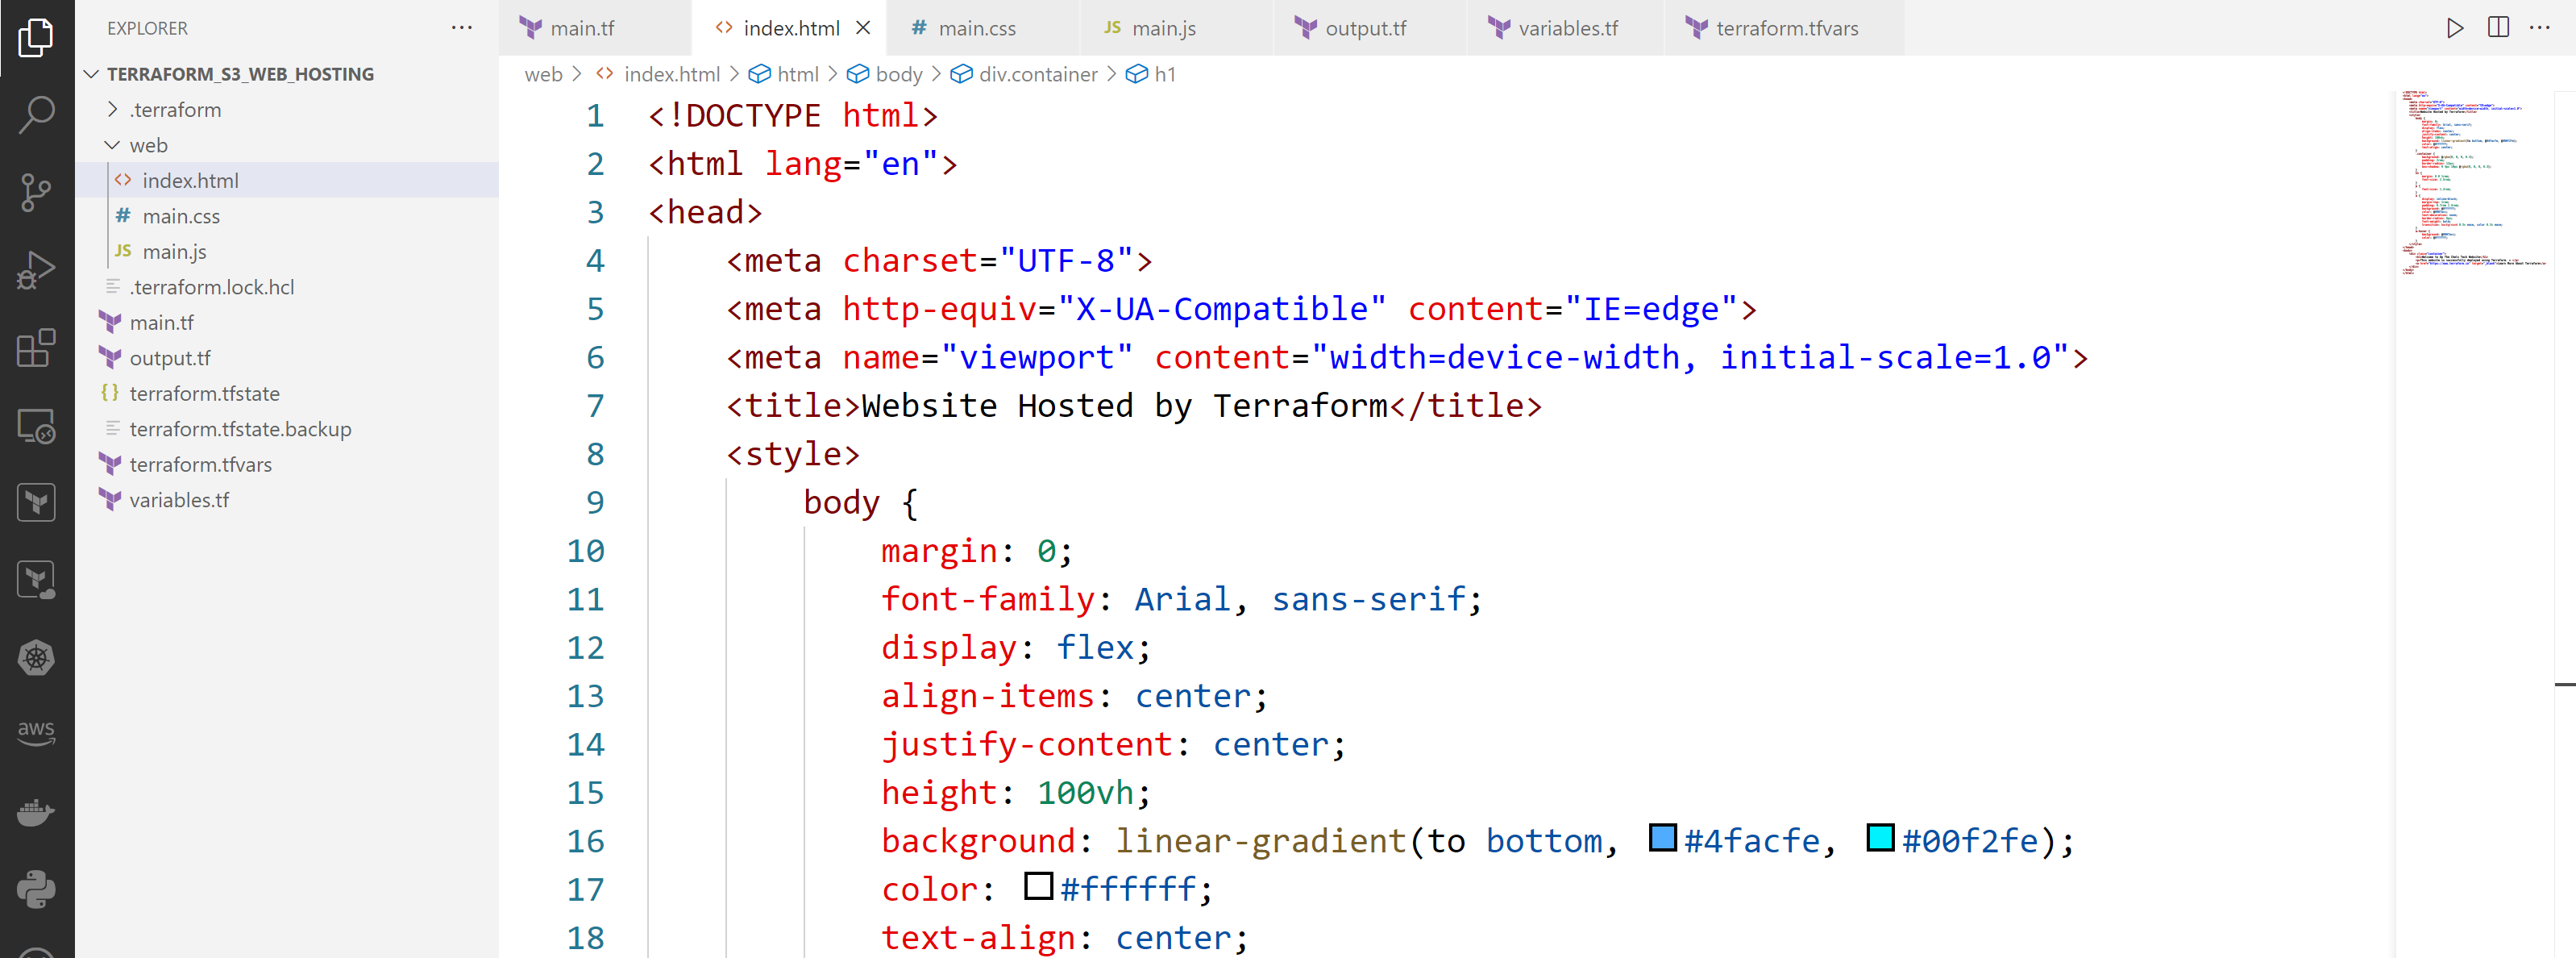 EXPLORER
TERRAFORM_S3_WEB_HOSTING
.terraform
web
index.html
main.css
JS main.js
.terraform.lock.hcl
main.tf
output.tf
terraform.tfstate
terraform.tfstate.backup
terraform.tfvars
variables.tf
aws
main.tf index.html main.css JS main.js output.tf variables.tf terraform.tfvars
web > index.html > html > body > div.container > h1
1 <!DOCTYPE html>
2 <html lang="en">
3 <head>
4 <meta charset="UTF-8">
5 <meta http-equiv="X-UA-Compatible" content="IE=edge">
6 <meta name="viewport" content="width=device-width, initial-scale=1.0">
7 <title>Website Hosted by Terraform</title>
8 <style>
9 body {
10 margin: 0;
11 font-family: Arial, sans-serif;
12 display: flex;
13 align-items: center;
14 justify-content: center;
15 height: 100vh;
16 background: linear-gradient(to bottom, #4facfe, #00f2fe);
17 color: #ffffff;
18 text-align: center;